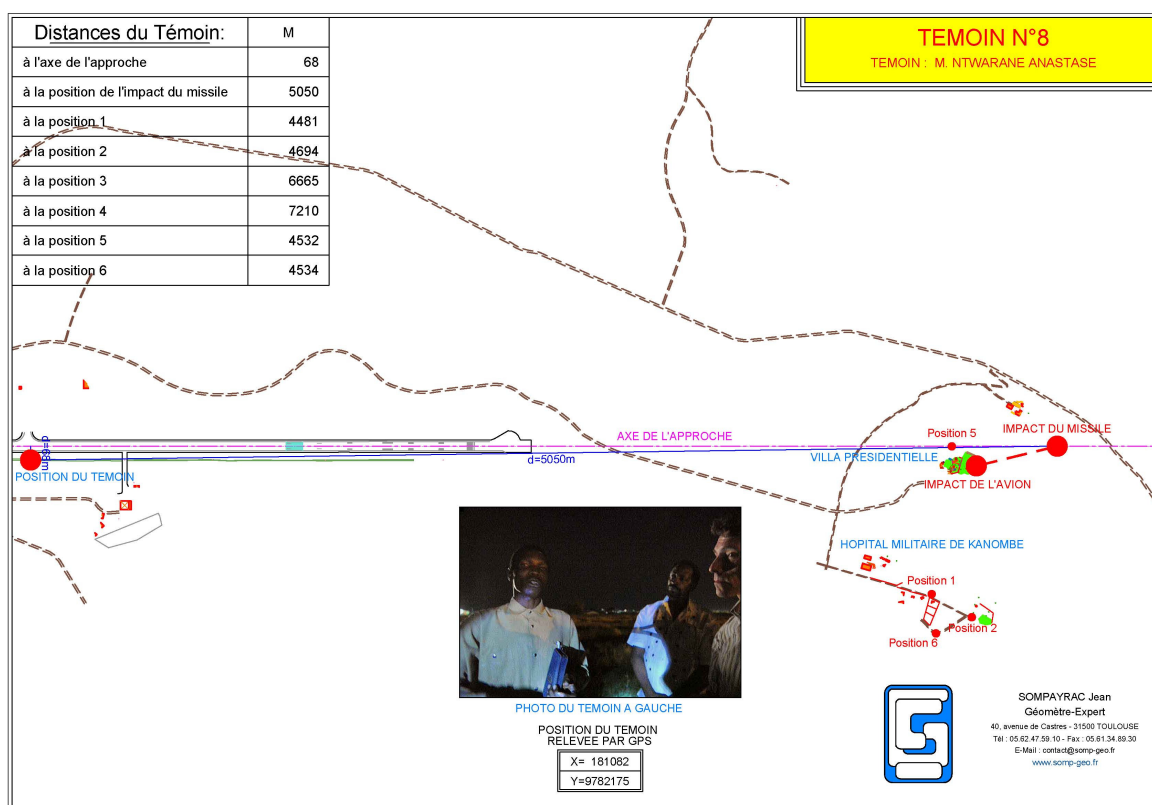 Distances du Témoin: M
à l'axe de l'approche 68
à la position de l'impact du missile 5050
à la position 1 4481
à la position 2 4694
à la position 3 6665
à la position 4 7210
à la position 5 4532
à la position 6 4534
TEMOIN N°8
TEMOIN : M. NTWARANE ANASTASE
AXE DE L'APPROCHE
Position 5
IMPACT DU MISSILE
d=68m
d=5050m
VILLA PRESIDENTIELLE
POSITION DU TEMOIN
IMPACT DE L'AVION
HOPITAL MILITAIRE DE KANOMBE
Position 1
Position 2
Position 6
PHOTO DU TEMOIN A GAUCHE
POSITION DU TEMOIN
RELEVEE PAR GPS
X= 181082
Y=9782175
SOMPAYRAC Jean
Géomètre-Expert
40, avenue de Castres - 31500 TOULOUSE
Tél : 05.62.47.59.10 - Fax : 05.61.34.89.30
E-Mail : contact@somp-geo.fr
www.somp-geo.fr